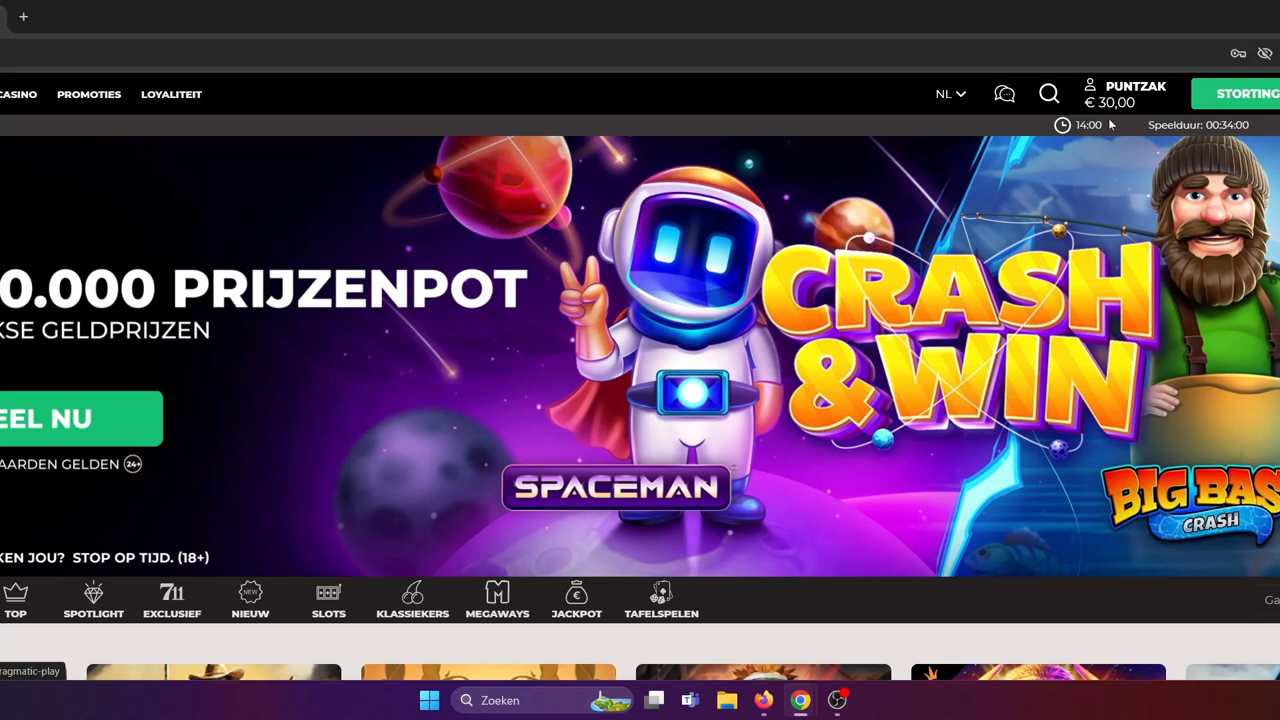 CASINO PROMOTIES LOYALITEIT NL PUNTZAK STORTING
€ 30,00
14:00 Speelduur: 00:34:00
0.000 PRIJZENPOT
KSE GELDPRIJZEN
EEL NU
AARDEN GELDEN 24+
KEN JOU? STOP OP TIJD. (18+)
CRASH
& WIN
SPACEMAN
BIG BAS
CRASH
TOP SPOTLIGHT EXCLUSIEF NIEUW SLOTS KLASSIEKERS MEGAWAYS JACKPOT TAFELSPELEN
711
NEW
Ga
ragmatic-play
Zoeken